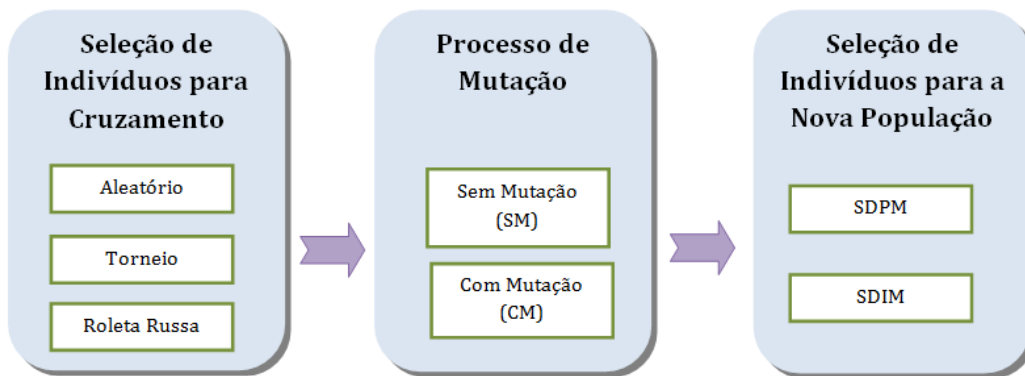 Seleção de
Indivíduos para
Cruzamento
Aleatório
Torneio
Roleta Russa
Processo de
Mutação
Sem Mutação
(SM)
Com Mutação
(CM)
Seleção de
Indivíduos para a
Nova População
SDPM
SDIM